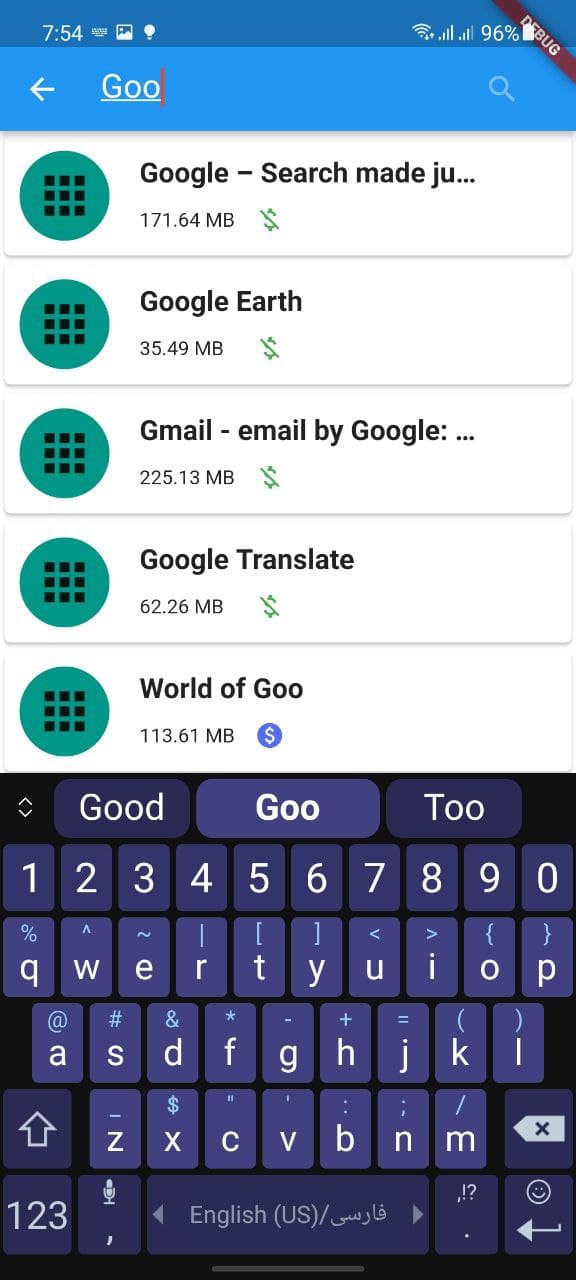 7:54 96%
DEBUG
Goo
Google – Search made ju...
171.64 MB
Google Earth
35.49 MB
Gmail - email by Google: ...
225.13 MB
Google Translate
62.26 MB
World of Goo
113.61 MB $
Good Goo Too
1 2 3 4 5 6 7 8 9 0
% ^ ~ | [ ] < > { }
q w e r t y u i o p
@ # & * - + = ( )
a s d f g h j k l
_ $ " ' : ; /
z x c v b n m
,!?
123 , English (US)/فارسی .